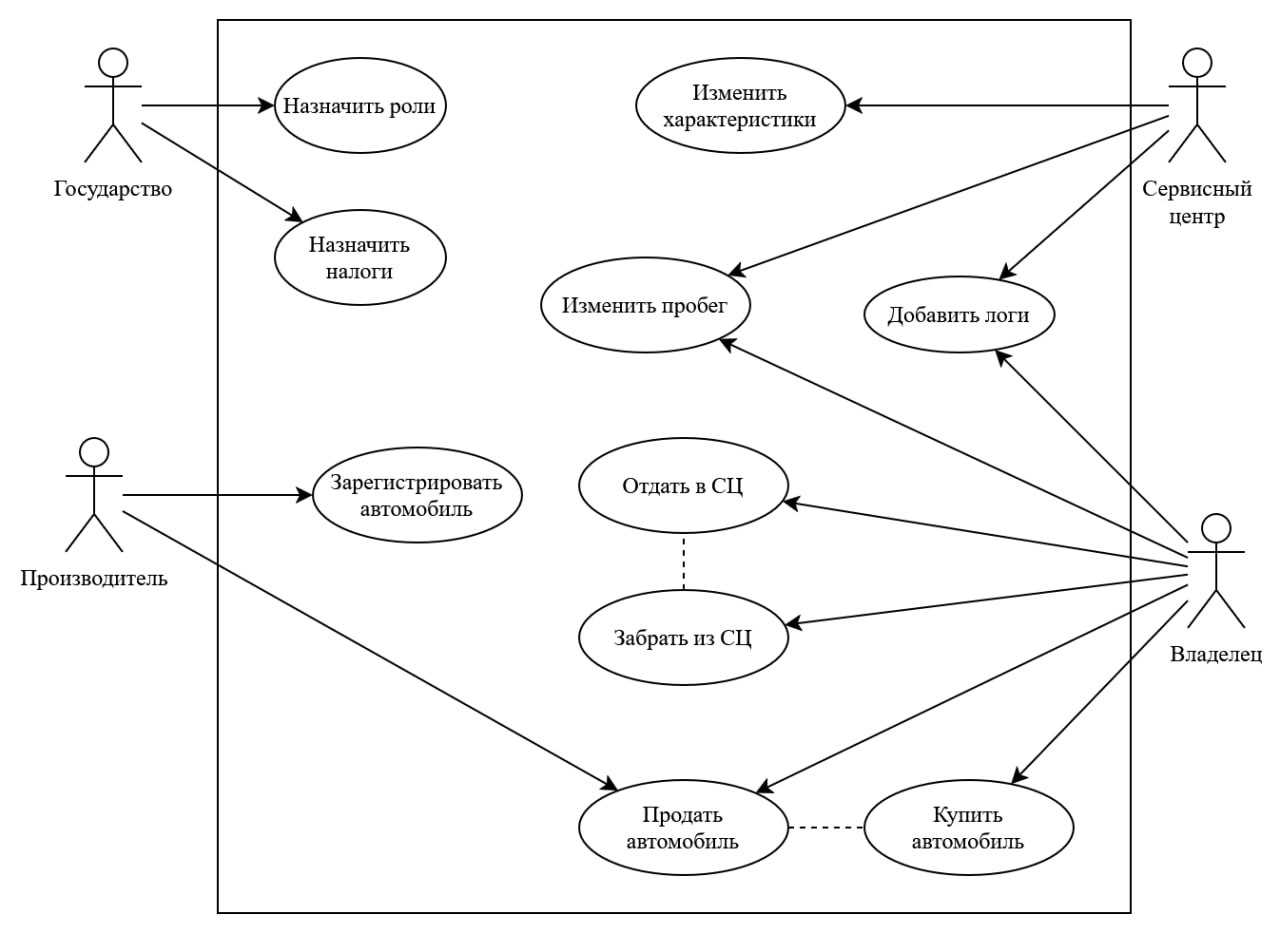 Назначить роли
Изменить
характеристики
Государство
Сервисный
центр
Назначить
налоги
Изменить пробег
Добавить логи
Зарегистрировать
автомобиль
Отдать в СЦ
Производитель
Забрать из СЦ
Владелец
Продать
автомобиль
Купить
автомобиль